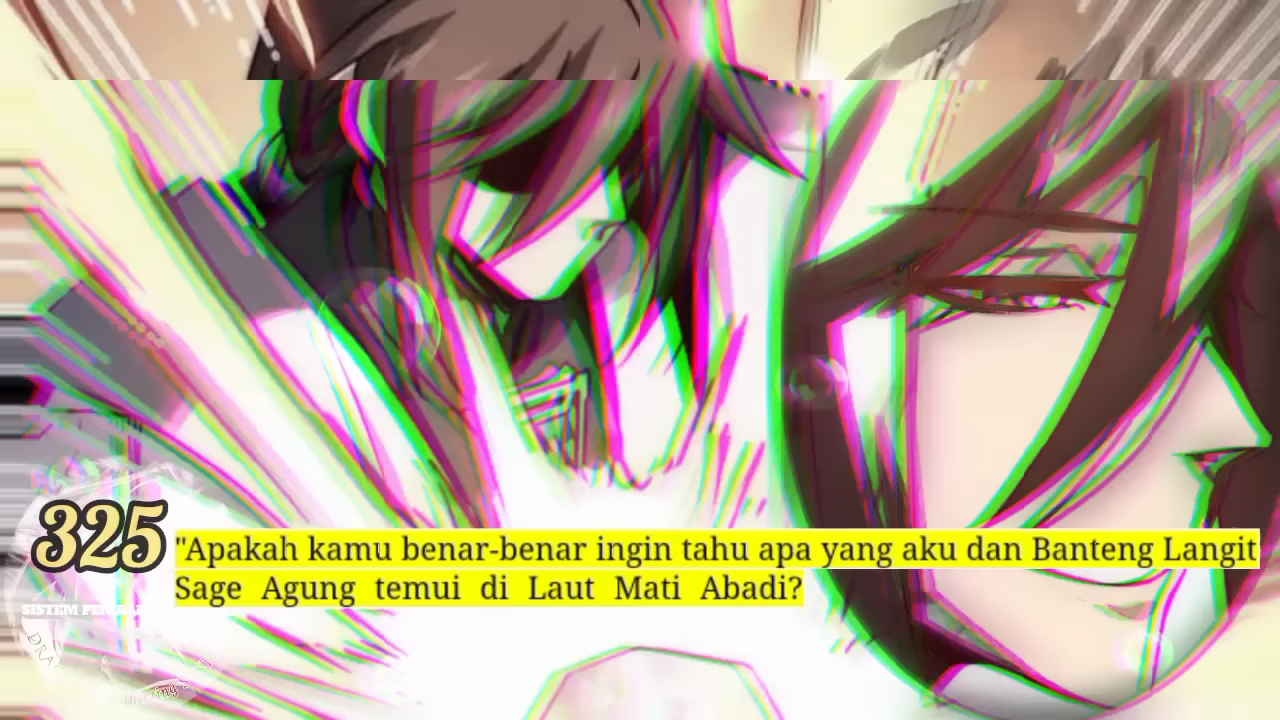 325
"Apakah kamu benar-benar ingin tahu apa yang aku dan Banteng Langit
Sage Agung temui di Laut Mati Abadi?
SISTEM